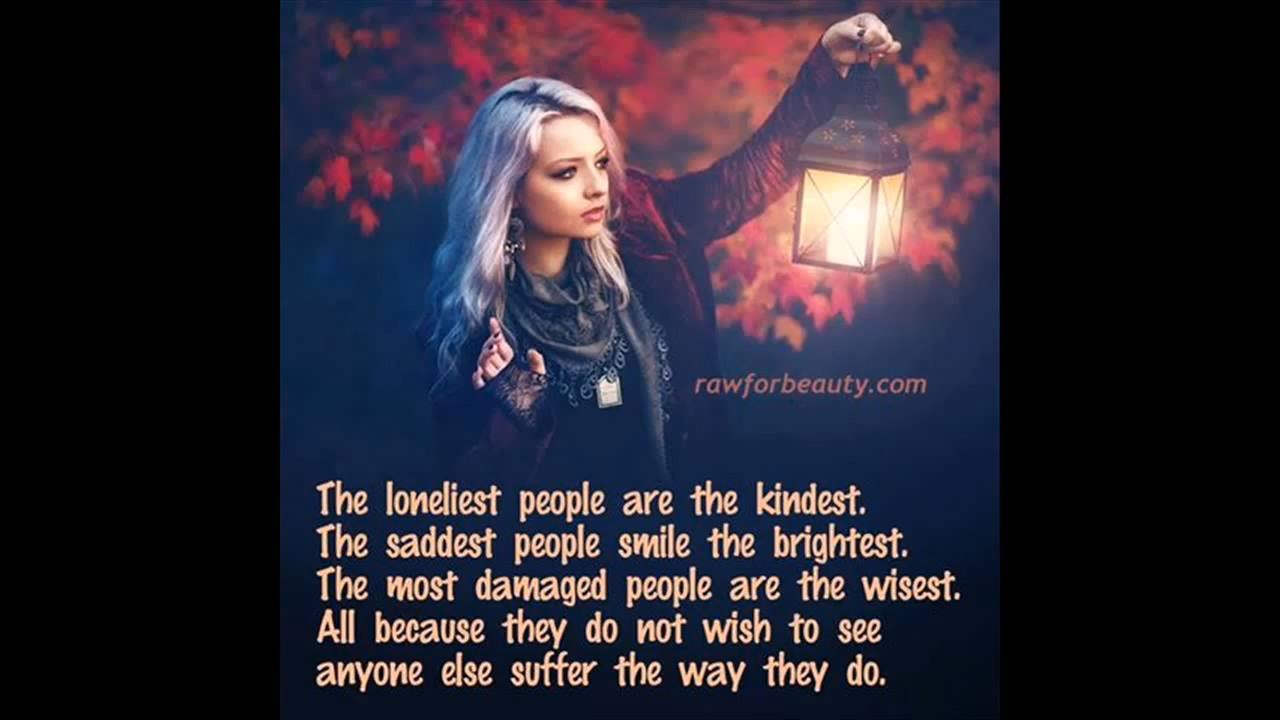 rawforbeauty.com
The loneliest people are the kindest.
The saddest people smile the brightest.
The most damaged people are the wisest.
All because they do not wish to see
anyone else suffer the way they do.